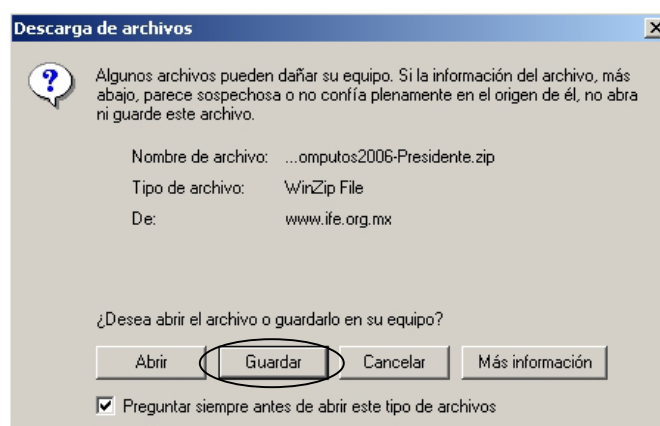 Descarga de archivos
Algunos archivos pueden dañar su equipo. Si la información del archivo, más
abajo, parece sospechosa o no confía plenamente en el origen de él, no abra
ni guarde este archivo.
Nombre de archivo: ...omputos2006-Presidente.zip
Tipo de archivo: WinZip File
De: www.ife.org.mx
¿Desea abrir el archivo o guardarlo en su equipo?
Abrir Guardar Cancelar Más información
Preguntar siempre antes de abrir este tipo de archivos